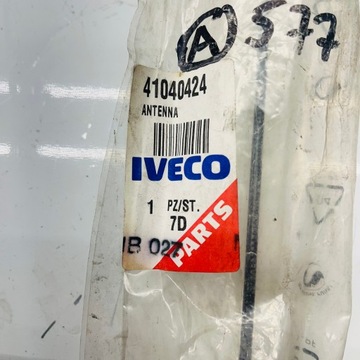 A 577
41040424
ANTENNA
IVECO
1 PZ/ST.
7D
PARTS